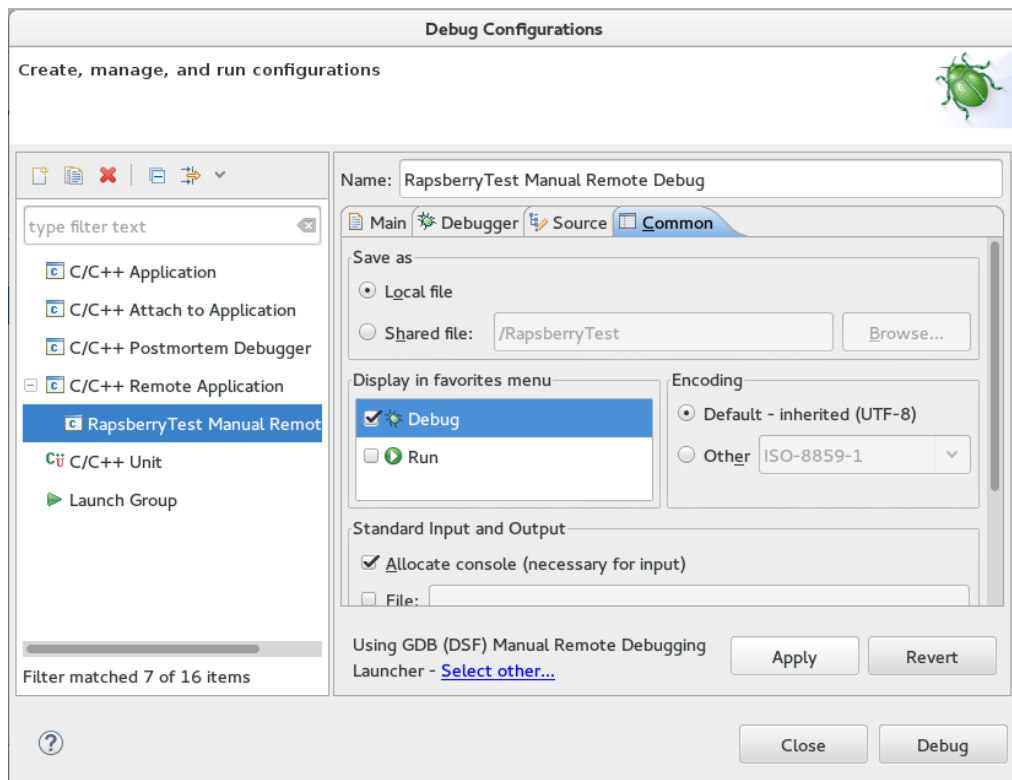 Debug Configurations
Create, manage, and run configurations
Name: RapsberryTest Manual Remote Debug
type filter text
C/C++ Application
C/C++ Attach to Application
C/C++ Postmortem Debugger
C/C++ Remote Application
RapsberryTest Manual Remot
C/C++ Unit
Launch Group
Filter matched 7 of 16 items
Main Debugger Source Common
Save as
Local file
Shared file: /RapsberryTest Browse...
Display in favorites menu
Debug
Run
Encoding
Default - inherited (UTF-8)
Other ISO-8859-1
Standard Input and Output
Allocate console (necessary for input)
File:
Using GDB (DSF) Manual Remote Debugging
Launcher - Select other...
Apply Revert
Close Debug